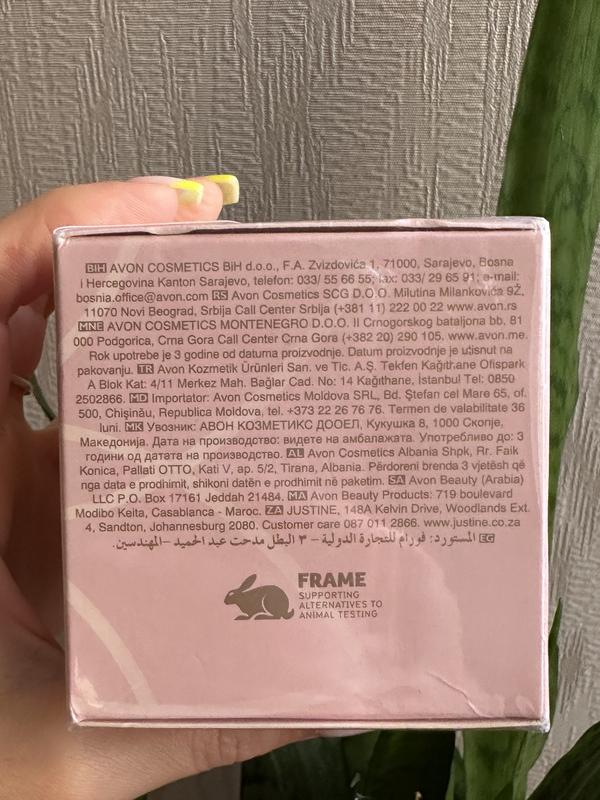 BIH AVON COSMETICS BiH d.o.o., F.A. Zvizdovića 1, 71000, Sarajevo, Bosna
i Hercegovina Kanton Sarajevo, telefon: 033/ 55 66 55; fax: 033/ 29 65 91; e-mail:
bosnia.office@avon.com RS Avon Cosmetics SCG D.O.O. Milutina Milankovića 9Ž,
11070 Novi Beograd, Srbija Call Center Srbija (+381 11) 222 00 22 www.avon.rs
MNE AVON COSMETICS MONTENEGRO D.O.O. II Crnogorskog bataljona bb. 81
000 Podgorica, Crna Gora Call Center Crna Gora (+382 20) 290 105. www.avon.me.
Rok upotrebe je 3 godine od datuma proizvodnje. Datum proizvodnje je utisnut na
pakovanju. TR Avon Kozmetik Ürünleri San. ve Tic. A.Ş. Tekfen Kağıthane Ofispark
A Blok Kat: 4/11 Merkez Mah. Bağlar Cad. No: 14 Kağıthane, İstanbul Tel: 0850
2502866. MD Importator: Avon Cosmetics Moldova SRL, Bd. Ştefan cel Mare 65, of.
500, Chişinău, Republica Moldova, tel. +373 22 26 76 76. Termen de valabilitate 36
luni. MK Увозник: АВОН КОЗМЕТИКС ДООЕЛ, Кукушка 8, 1000 Скопје,
Македонија. Дата на производство: видете на амбалажата. Употребливо до: 3
години од датата на производство. AL Avon Cosmetics Albania Shpk, Rr. Faik
Konica, Pallati OTTO, Kati V, ap. 5/2, Tirana, Albania. Përdoreni brenda 3 vjetësh që
nga data e prodhimit, shikoni datën e prodhimit në paketim. SA Avon Beauty (Arabia)
LLC P.O. Box 17161 Jeddah 21484. MA Avon Beauty Products: 719 boulevard
Modibo Keita, Casablanca - Maroc. ZA JUSTINE, 148A Kelvin Drive, Woodlands Ext.
4, Sandton, Johannesburg 2080. Customer care 087 011 2866. www.justine.co.za
EG المستورد: فورام للتجارة الدولية – ٣ البطل مدحت عبد الحميد –المهندسين.
FRAME
SUPPORTING
ALTERNATIVES TO
ANIMAL TESTING